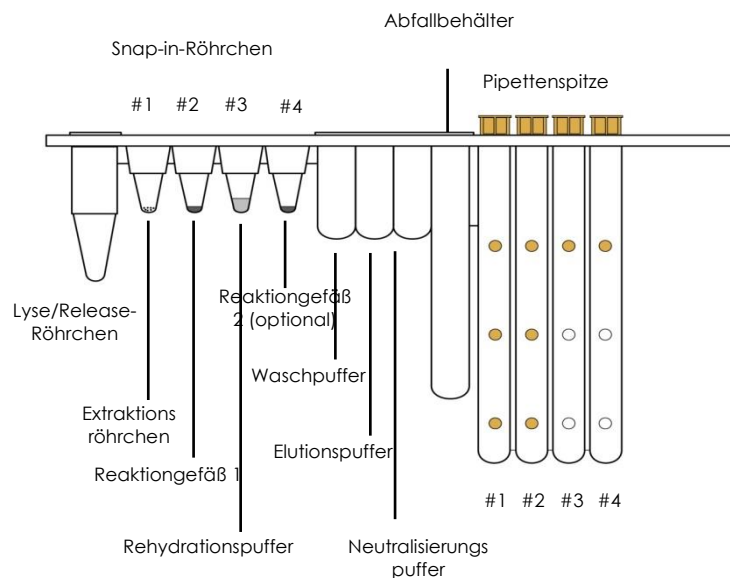 Abfallbehälter
Snap-in-Röhrchen
Pipettenspitze
#1 #2 #3 #4
Lyse/Release-
Röhrchen
Reaktiongefäß
2 (optional)
Waschpuffer
Extraktions
röhrchen
Elutionspuffer
Reaktiongefäß 1
#1 #2 #3 #4
Rehydrationspuffer
Neutralisierungs
puffer